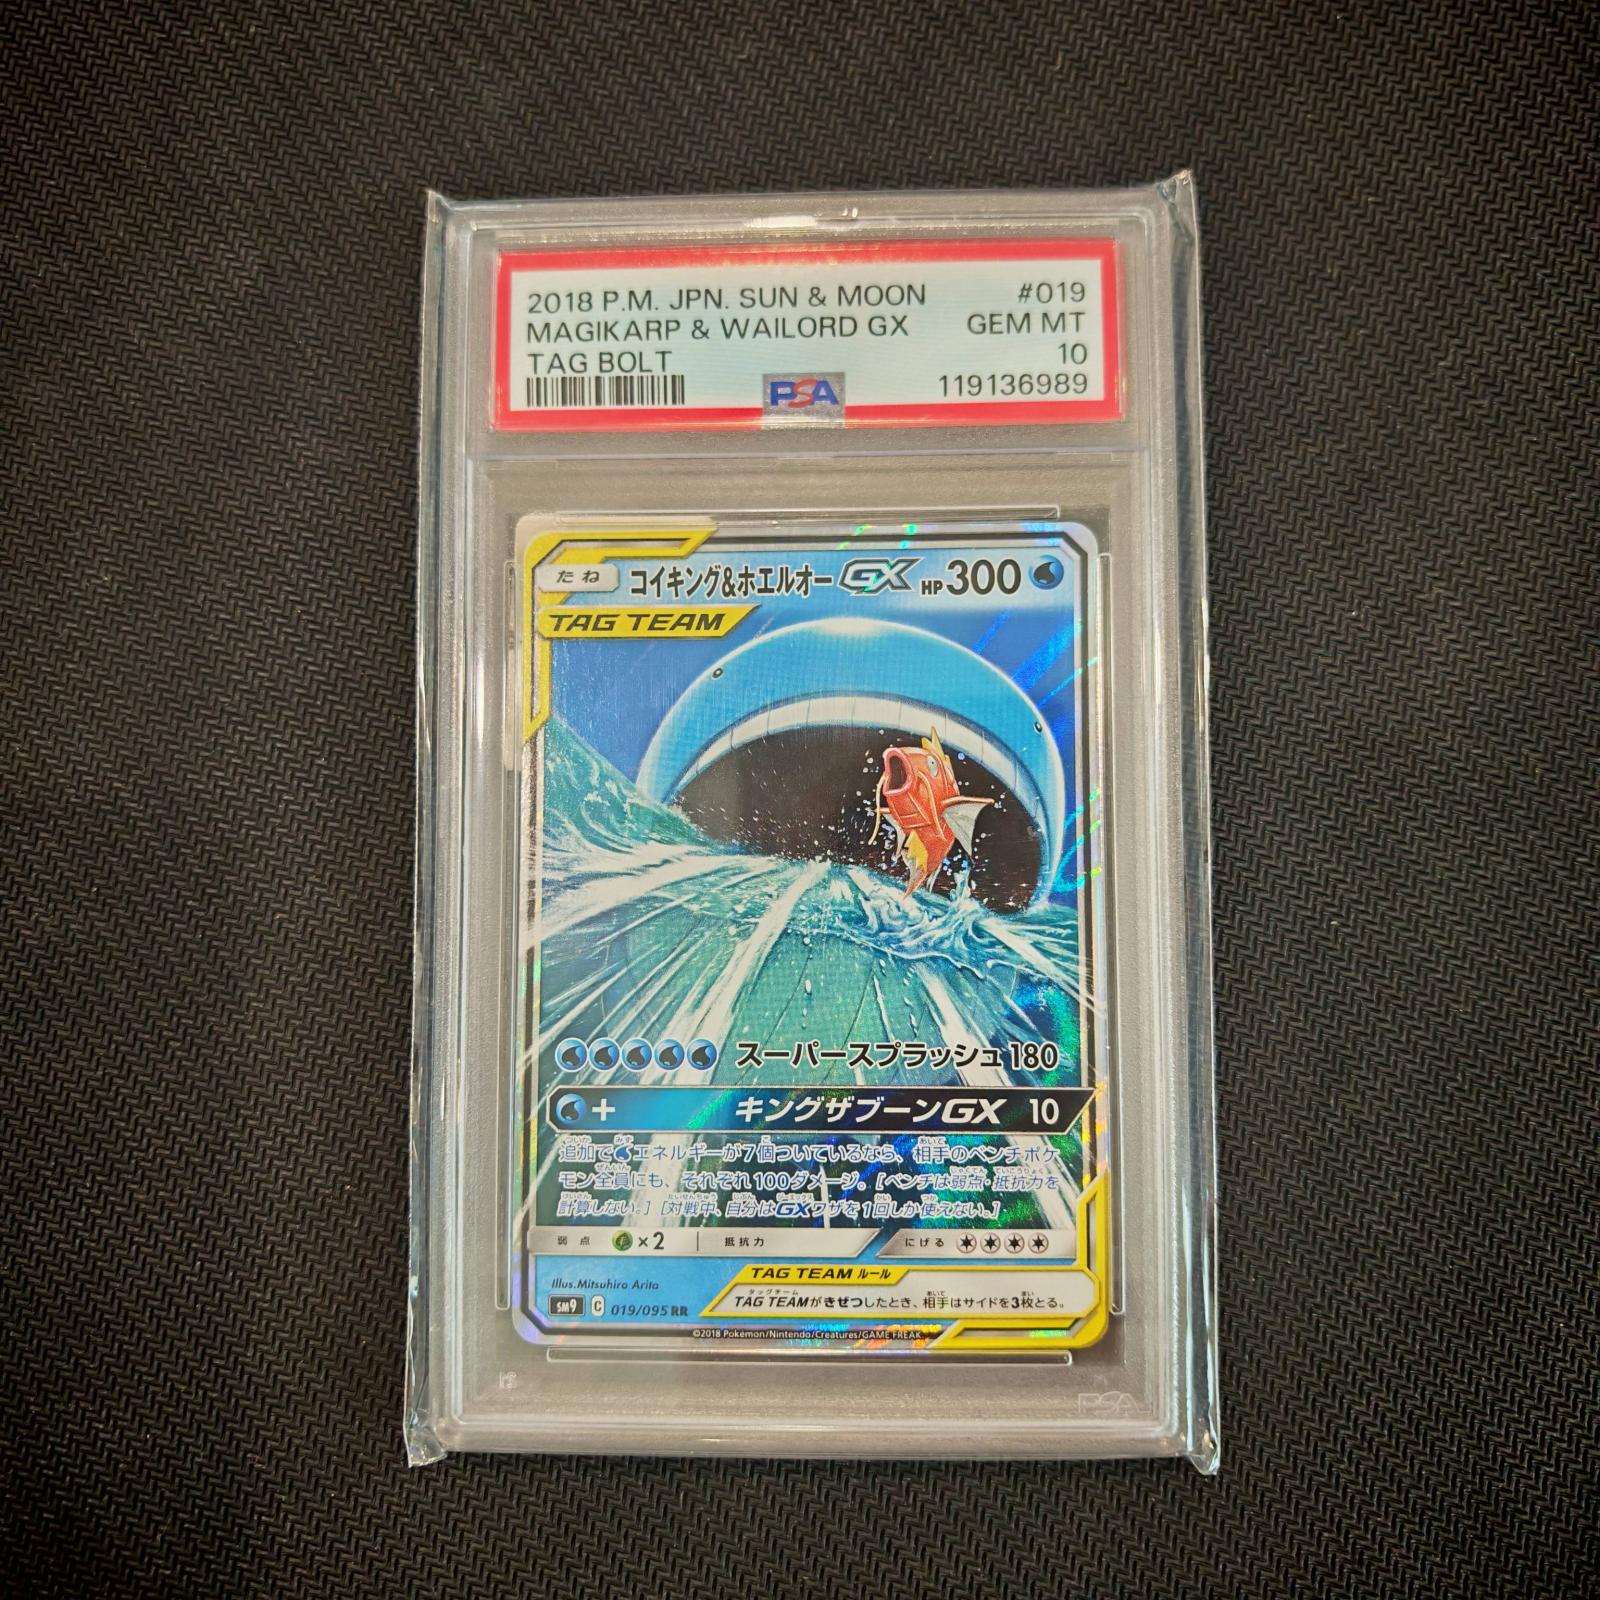 2018 P.M. JPN. SUN & MOON #019
MAGIKARP & WAILORD GX GEM MT
TAG BOLT 10
PSA 119136989
たね コイキング&ホエルオーGX HP300
TAG TEAM
スーパースプラッシュ 180
+ キングザブーンGX 10
追加でエネルギーが7個ついているなら、相手のベンチポケ
モン全員にも、それぞれ100ダメージ。[ベンチは弱点・抵抗力を
計算しない。] [対戦中、自分はGXワザを1回しか使えない。]
弱点 ×2 抵抗力 にげる
Illus.Mitsuhiro Arita
TAG TEAM ルール
TAG TEAMがきぜつしたとき、相手はサイドを3枚とる。
SM9 C 019/095 RR
©2018 Pokémon/Nintendo/Creatures/GAME FREAK.
PSA